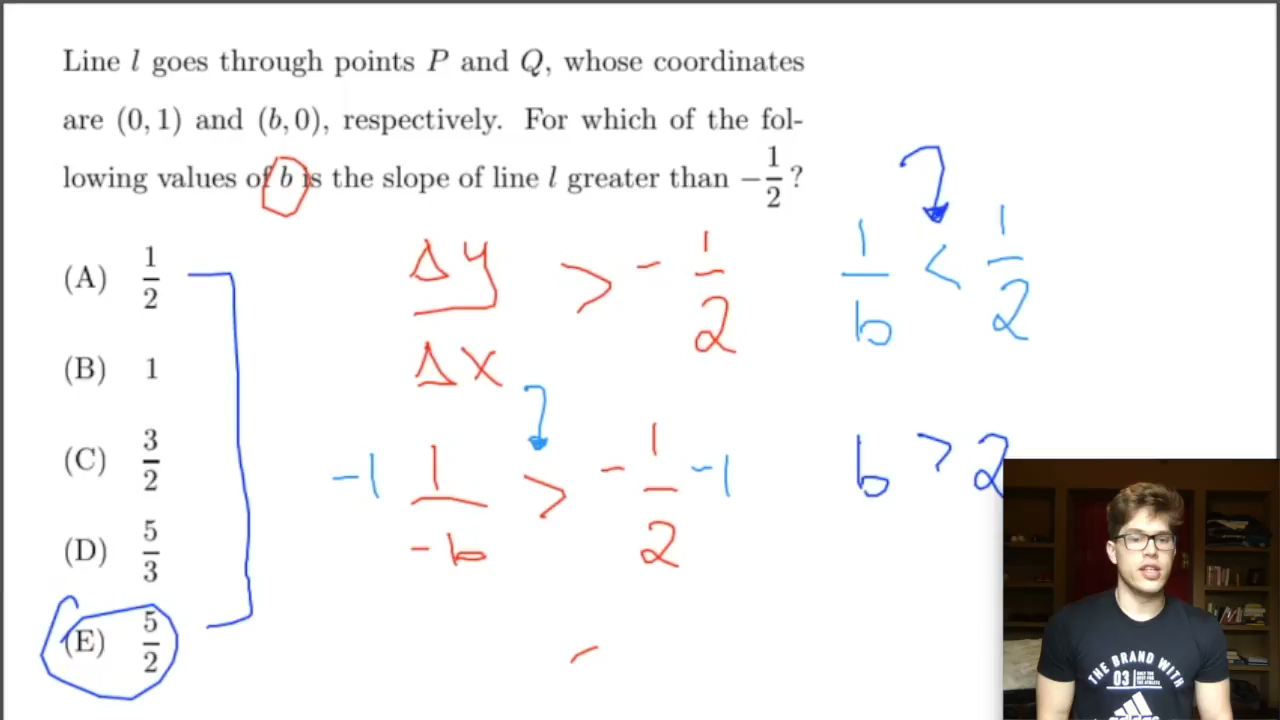 Line l goes through points P and Q, whose coordinates
are (0, 1) and (b, 0), respectively. For which of the fol-
lowing values of b is the slope of line l greater than −1/2?
(A) 1/2
(B) 1
(C) 3/2
(D) 5/3
(E) 5/2
Δy/Δx > -1/2
-1 1/-b > -1/2 -1
1/b < 1/2
b > 2
THE BRAND WITH
03
adidas